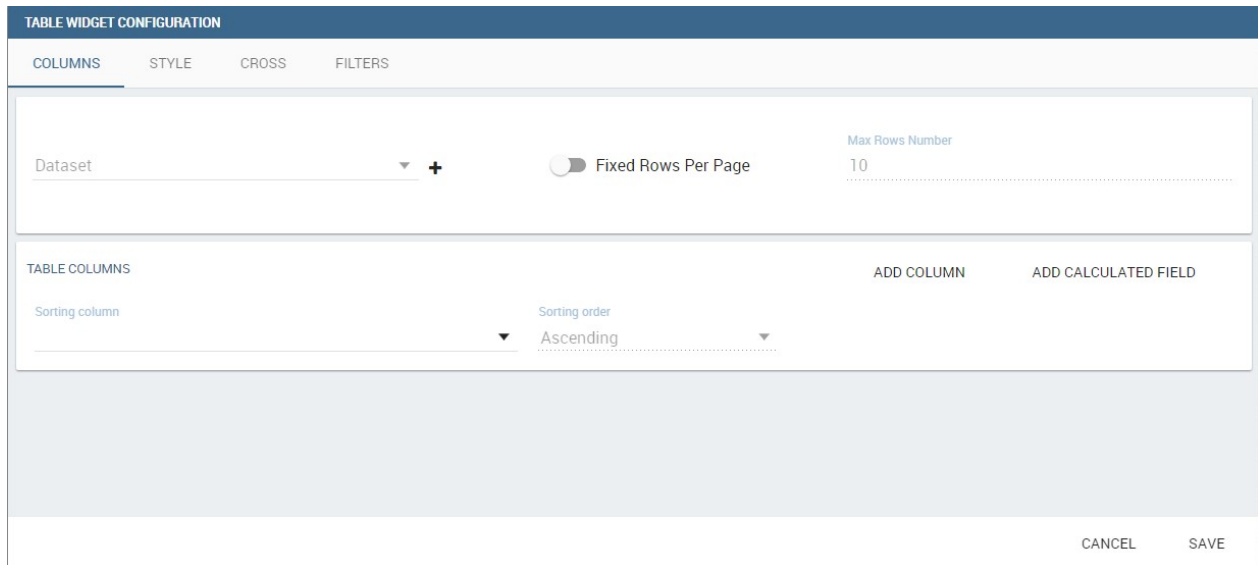 TABLE WIDGET CONFIGURATION
COLUMNS STYLE CROSS FILTERS
Max Rows Number
Dataset + Fixed Rows Per Page 10
TABLE COLUMNS ADD COLUMN ADD CALCULATED FIELD
Sorting column Sorting order
Ascending
CANCEL SAVE